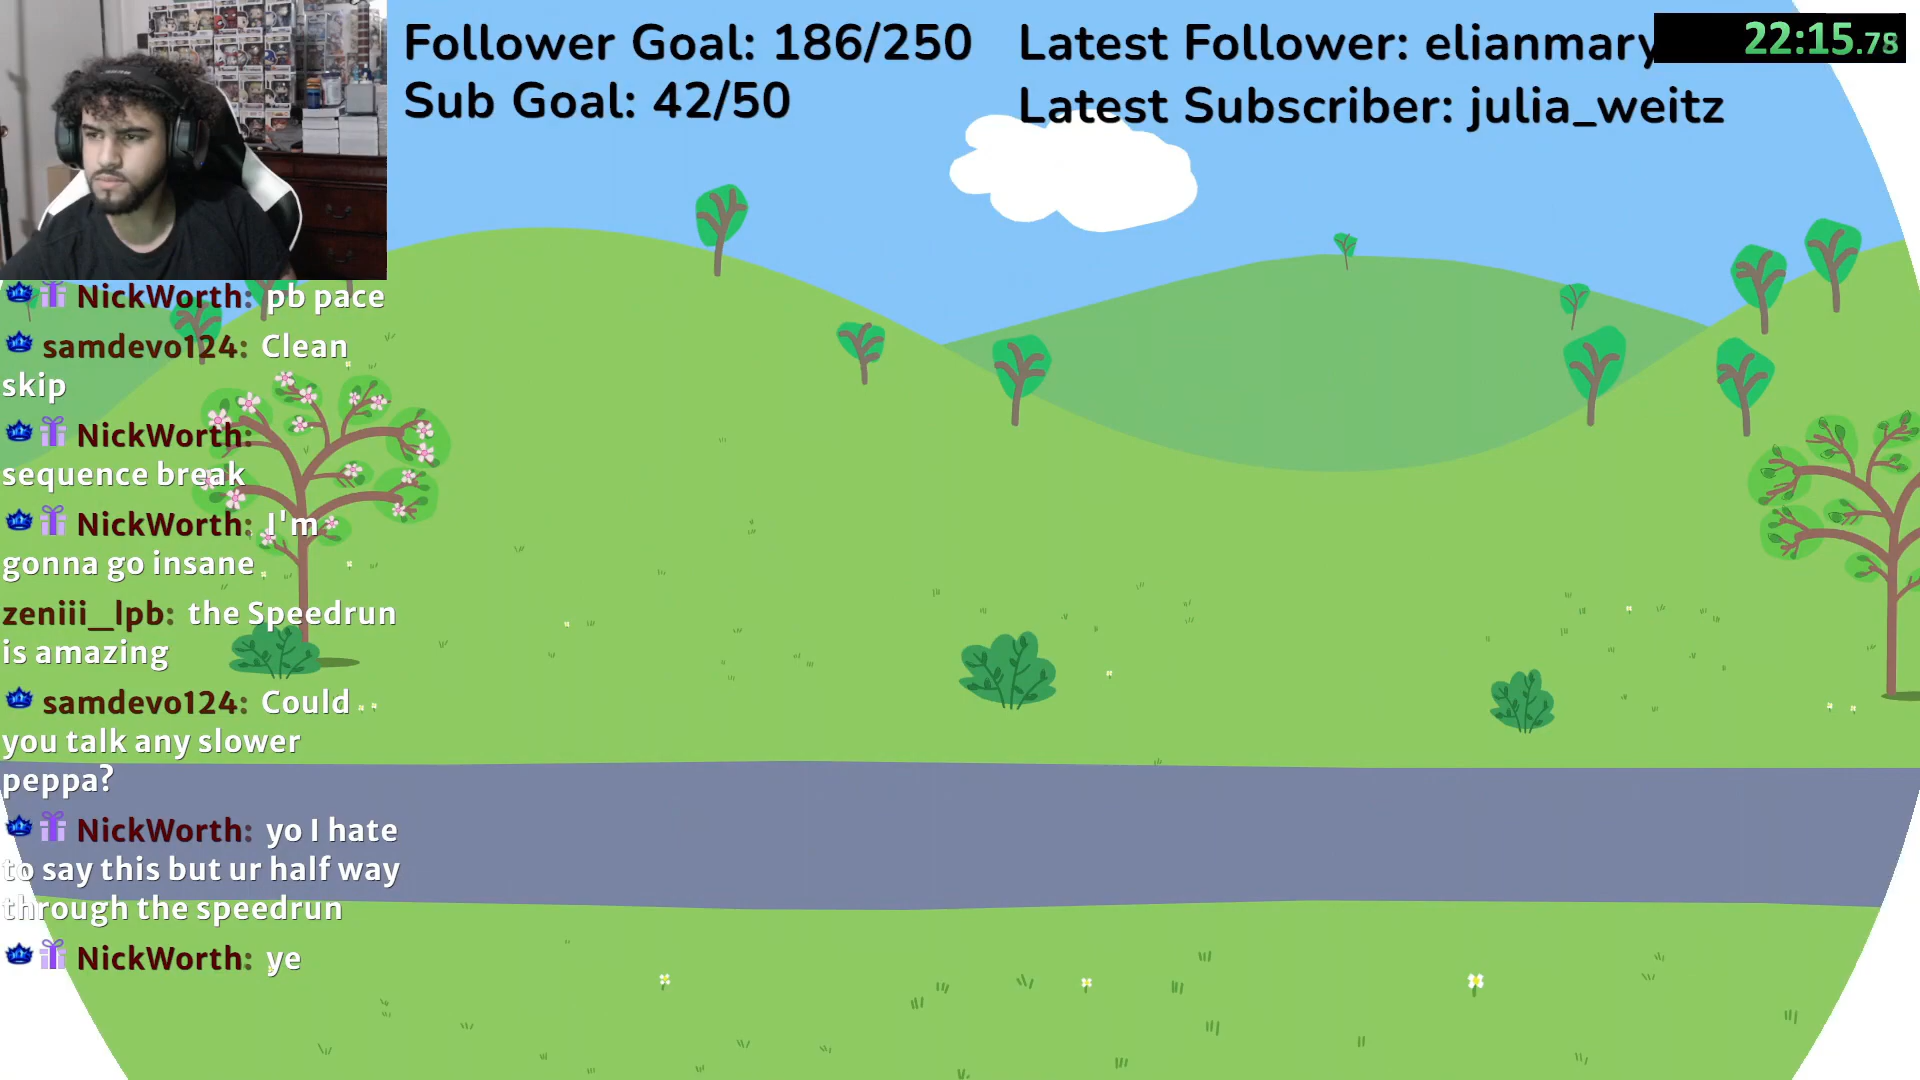 Follower Goal: 186/250
Latest Follower: elianmary
22:15.78
Sub Goal: 42/50
Latest Subscriber: julia_weitz
NickWorth: pb pace
samdevo124: Clean
skip
NickWorth:
sequence break
NickWorth: I'm
gonna go insane
zeniii_lpb: the Speedrun
is amazing
samdevo124: Could
you talk any slower
peppa?
NickWorth: yo I hate
to say this but ur half way
through the speedrun
NickWorth: ye